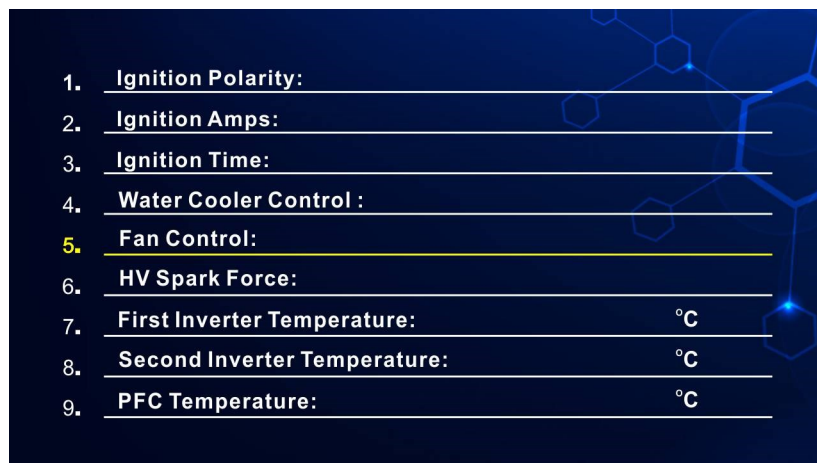 1. Ignition Polarity:
2. Ignition Amps:
3. Ignition Time:
4. Water Cooler Control :
5. Fan Control:
6. HV Spark Force:
7. First Inverter Temperature: °C
8. Second Inverter Temperature: °C
9. PFC Temperature: °C